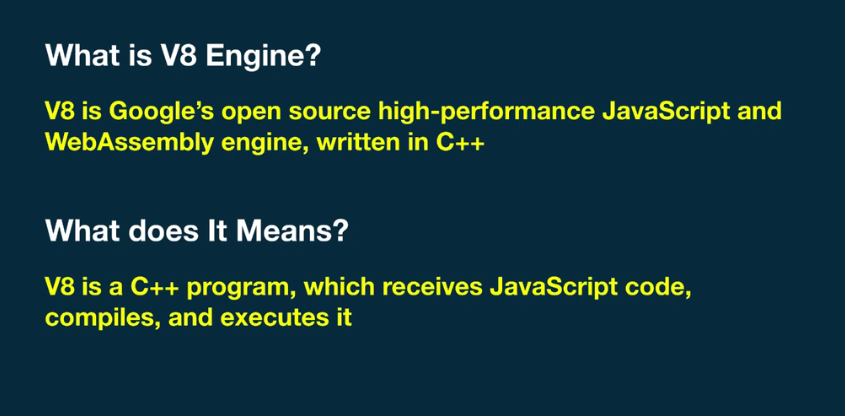 What is V8 Engine?
V8 is Google's open source high-performance JavaScript and
WebAssembly engine, written in C++
What does It Means?
V8 is a C++ program, which receives JavaScript code,
compiles, and executes it